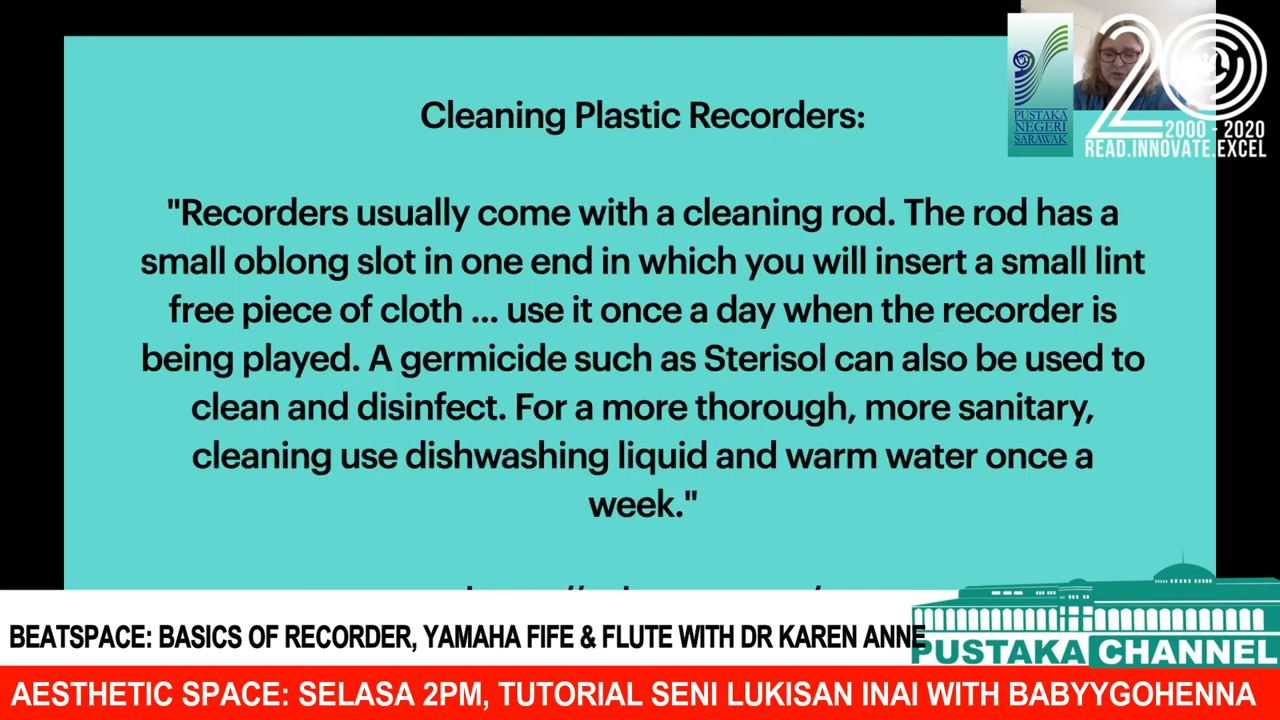 Cleaning Plastic Recorders:
"Recorders usually come with a cleaning rod. The rod has a
small oblong slot in one end in which you will insert a small lint
free piece of cloth ... use it once a day when the recorder is
being played. A germicide such as Sterisol can also be used to
clean and disinfect. For a more thorough, more sanitary,
cleaning use dishwashing liquid and warm water once a
week."
PUSTAKA
NEGERI
SARAWAK
20
2000 - 2020
READ.INNOVATE.EXCEL
BEATSPACE: BASICS OF RECORDER, YAMAHA FIFE & FLUTE WITH DR KAREN ANNE
PUSTAKA CHANNEL
AESTHETIC SPACE: SELASA 2PM, TUTORIAL SENI LUKISAN INAI WITH BABYYGOHENNA